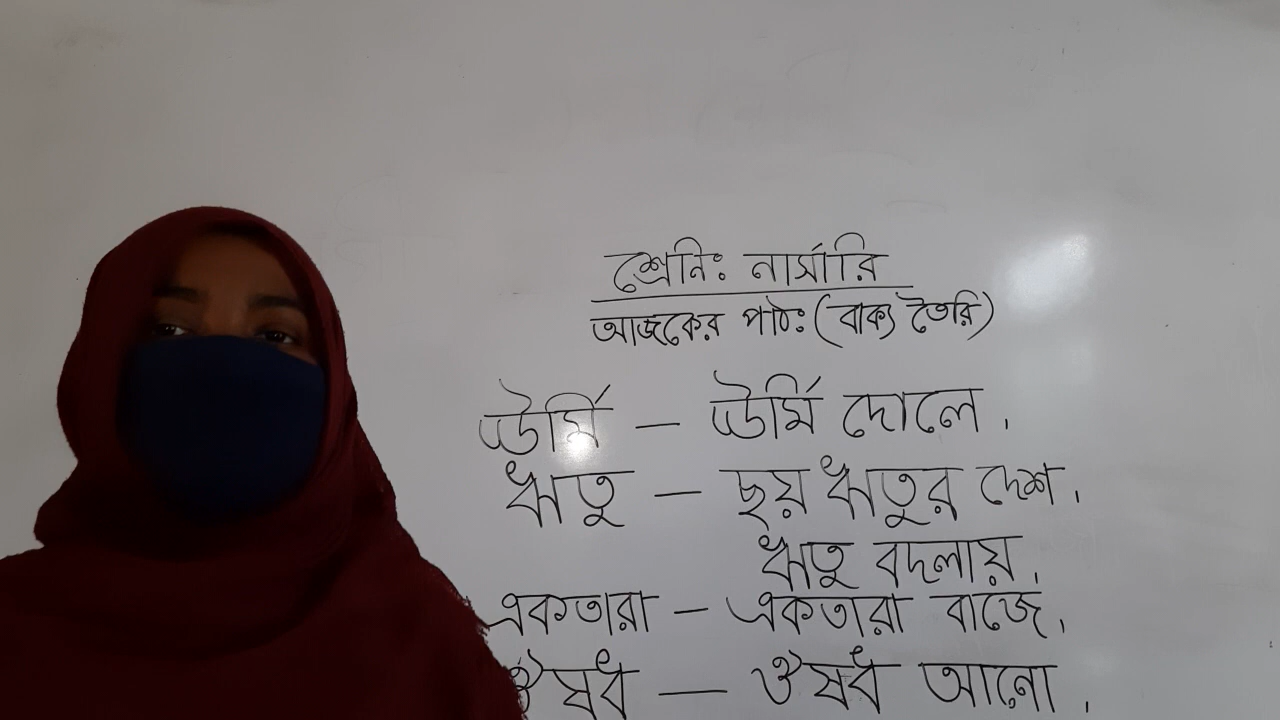 শ্রেনিঃ নার্সারি
আজকের পাঠঃ (বাক্য তৈরি)
ঊর্মি — ঊর্মি দোলে।
ঋতু — ছয় ঋতুর দেশ।
ঋতু বদলায়।
একতারা — একতারা বাজে।
ঔষধ — ঔষধ আনো।